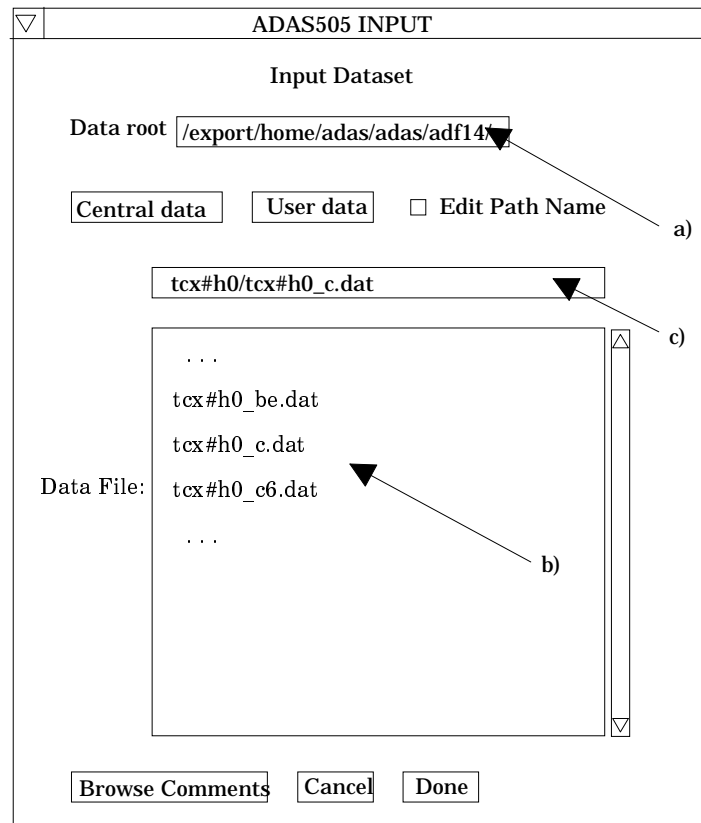 ADAS505 INPUT
Input Dataset
Data root /export/home/adas/adas/adf14/
Central data User data Edit Path Name
a)
tcx#h0/tcx#h0_c.dat
c)
. . .
tcx#h0_be.dat
tcx#h0_c.dat
Data File: tcx#h0_c6.dat
. . .
b)
Browse Comments Cancel Done